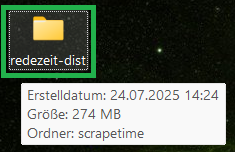 redezeit-dist
Erstelldatum: 24.07.2025 14:24
Größe: 274 MB
Ordner: scrapetime